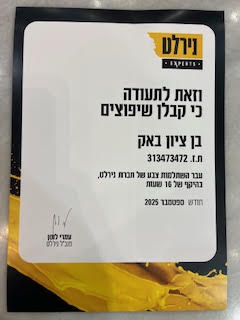 נירלט
EXPERTS
וזאת לתעודה
כי קבלן שיפוצים
בן ציון באק
ת.ז. 313473472
עבר השתלמות צבע של חברת נירלט,
בהיקף של 16 שעות
חודש ספטמבר 2025
עמרי לוטן
מנכ"ל נירלט